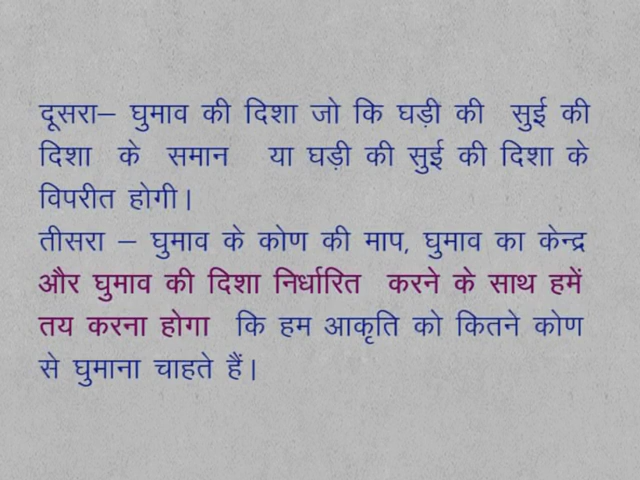 दूसरा– घुमाव की दिशा जो कि घड़ी की सुई की
दिशा के समान या घड़ी की सुई की दिशा के
विपरीत होगी।
तीसरा – घुमाव के कोण की माप, घुमाव का केन्द्र
और घुमाव की दिशा निर्धारित करने के साथ हमें
तय करना होगा कि हम आकृति को कितने कोण
से घुमाना चाहते हैं।